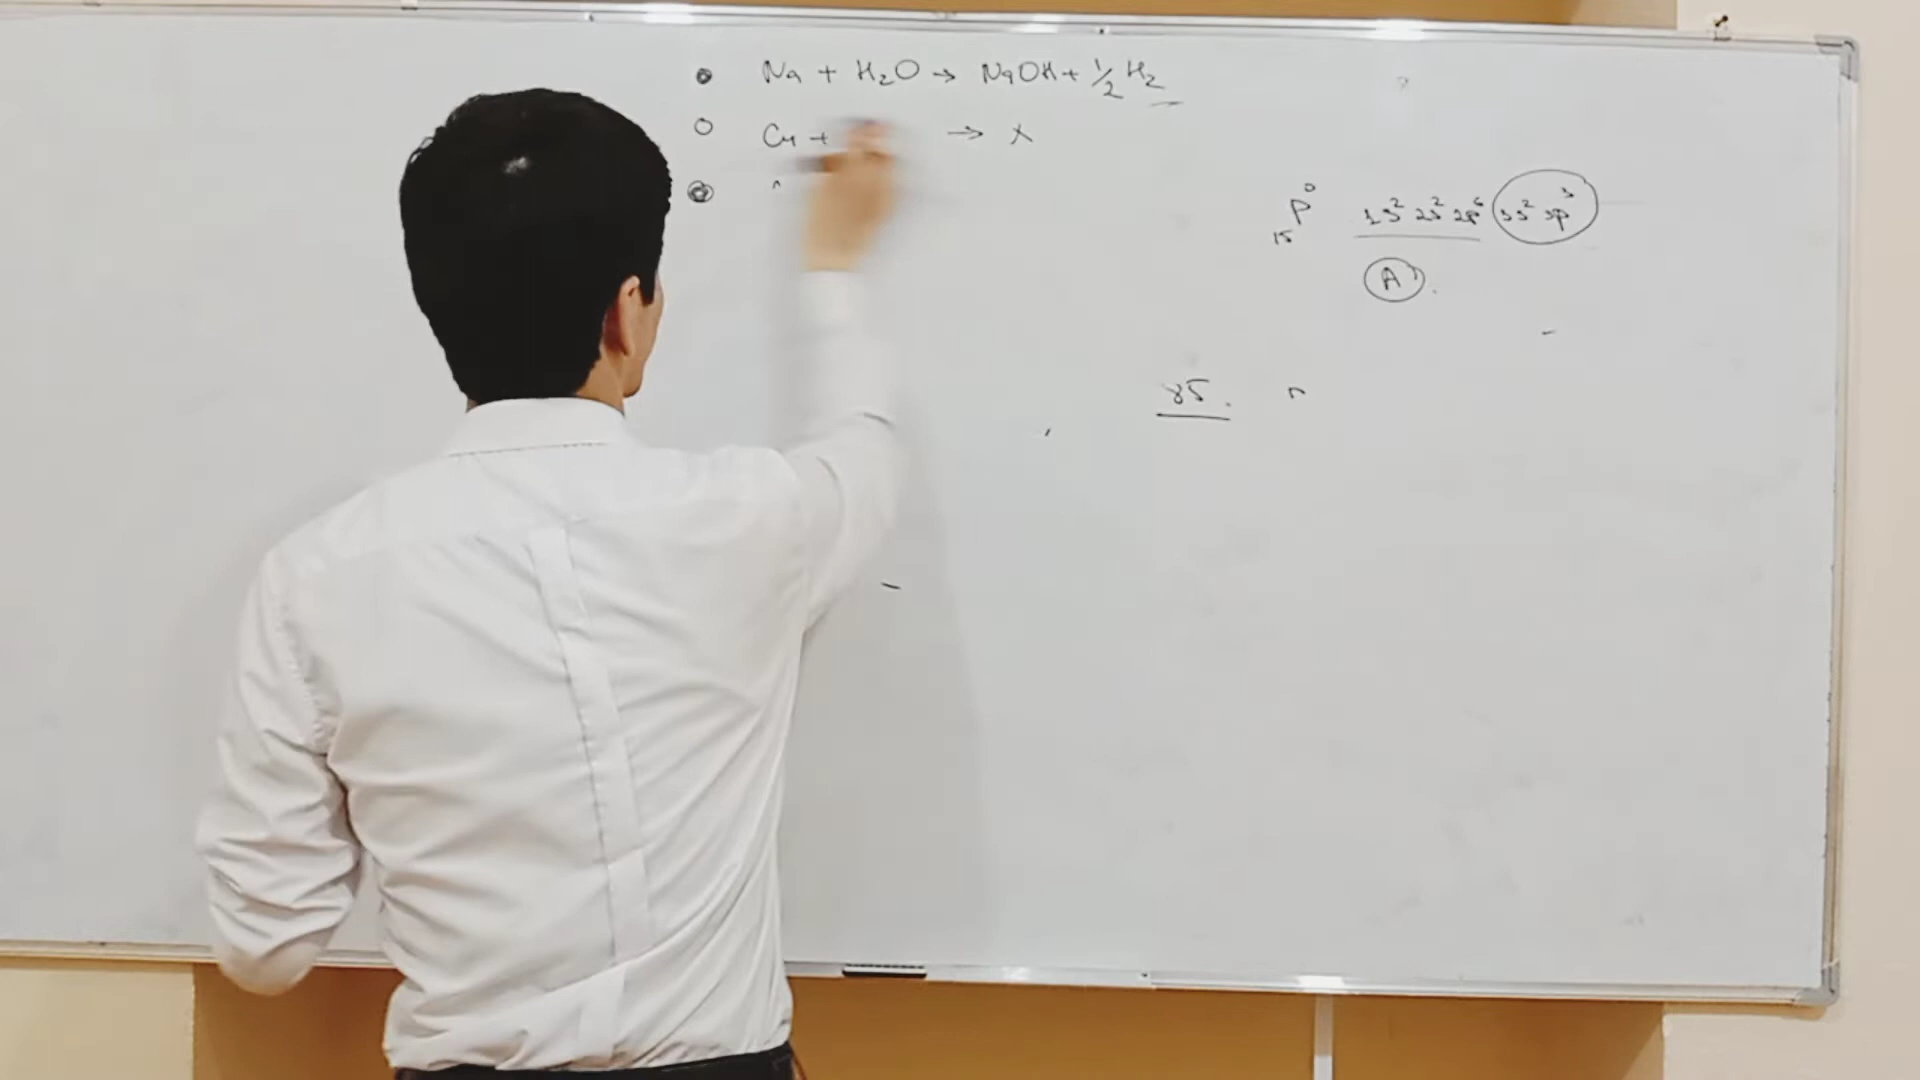 Na + H₂O → NaOH + ½ H₂
Cu + → X
₁₅P⁰ 1s² 2s² 2p⁶ 3s² 3p³
A
85.